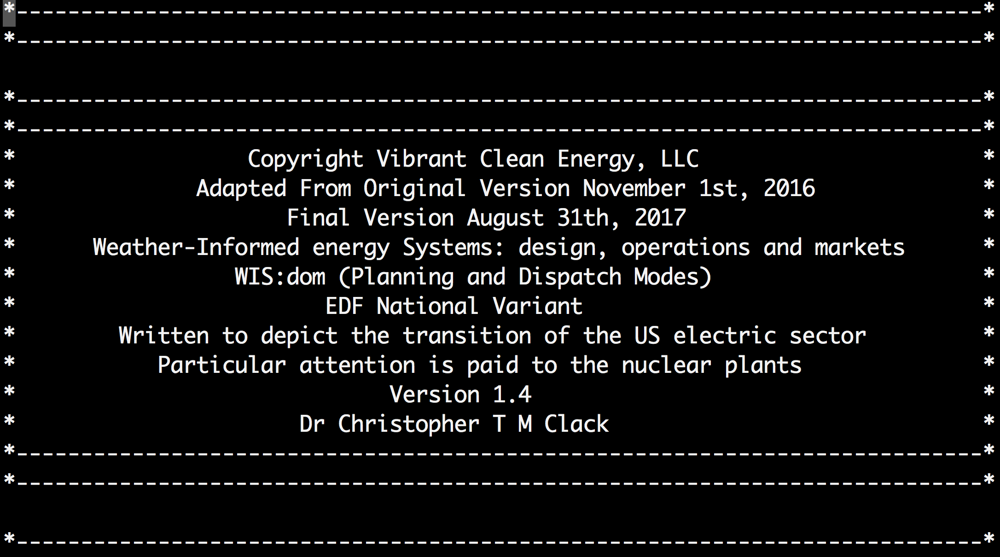 *---------------------------------------------------------------------------*
*---------------------------------------------------------------------------*
*---------------------------------------------------------------------------*
*---------------------------------------------------------------------------*
* Copyright Vibrant Clean Energy, LLC *
* Adapted From Original Version November 1st, 2016 *
* Final Version August 31th, 2017 *
* Weather-Informed energy Systems: design, operations and markets *
* WIS:dom (Planning and Dispatch Modes) *
* EDF National Variant *
* Written to depict the transition of the US electric sector *
* Particular attention is paid to the nuclear plants *
* Version 1.4 *
* Dr Christopher T M Clack *
*---------------------------------------------------------------------------*
*---------------------------------------------------------------------------*
*---------------------------------------------------------------------------*